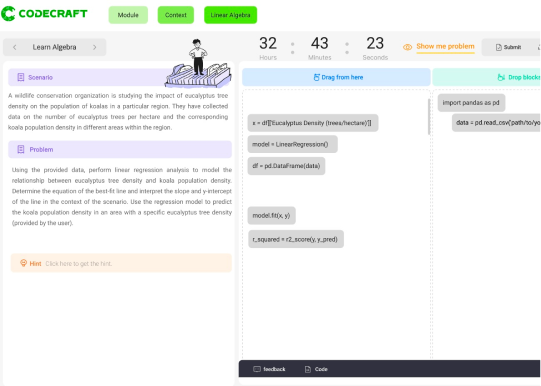 CODECRAFT
Module
Context
Linear Algebra
Learn Algebra
32 : 43 : 23
Hours Minutes Seconds
Show me problem
Submit
Scenario
A wildlife conservation organization is studying the impact of eucalyptus tree
density on the population of koalas in a particular region. They have collected
data on the number of eucalyptus trees per hectare and the corresponding
koala population density in different areas within the region.
Problem
Using the provided data, perform linear regression analysis to model the
relationship between eucalyptus tree density and koala population density.
Determine the equation of the best-fit line and interpret the slope and y-intercept
of the line in the context of the scenario. Use the regression model to predict
the koala population density in an area with a specific eucalyptus tree density
(provided by the user).
Hint Click here to get the hint.
Drag from here
x = df[['Eucalyptus Density (trees/hectare)']]
model = LinearRegression()
df = pd.DataFrame(data)
model.fit(x, y)
r_squared = r2_score(y, y_pred)
Drop blocks
import pandas as pd
data = pd.read_csv('path/to/yo
feedback
Code